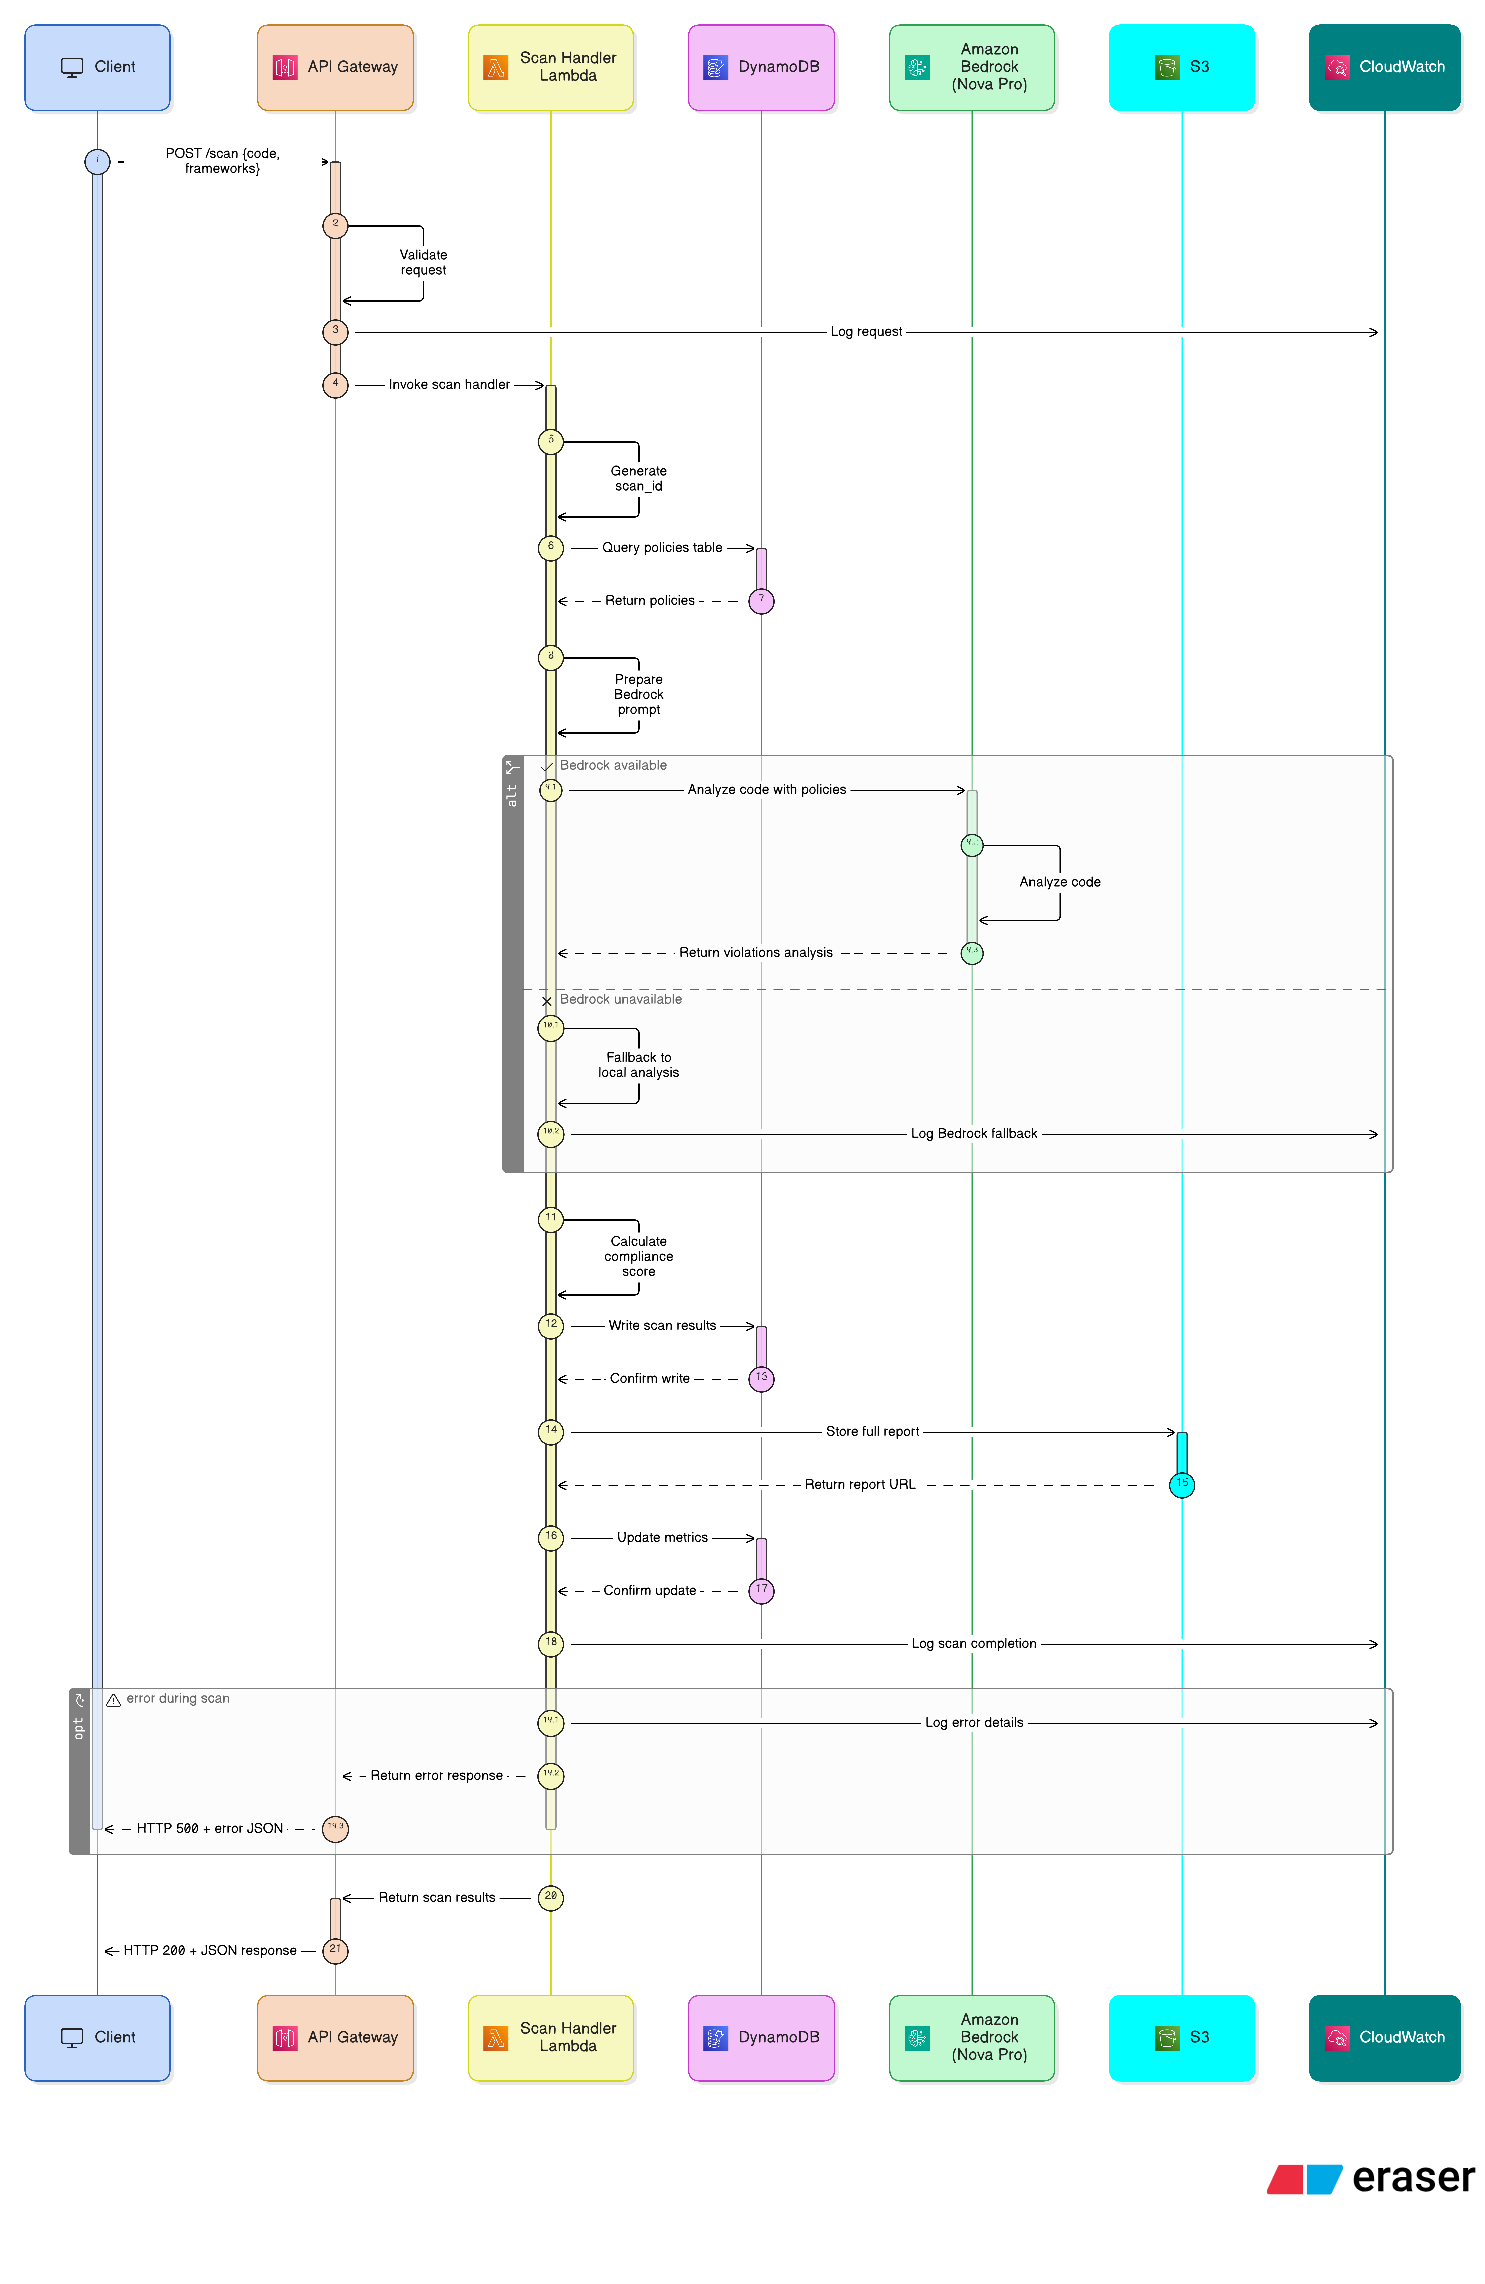 Client
API Gateway
Scan Handler
Lambda
DynamoDB
Amazon
Bedrock
(Nova Pro)
S3
CloudWatch
1
POST /scan {code,
frameworks}
2
Validate
request
3
Log request
4
Invoke scan handler
5
Generate
scan_id
6
Query policies table
Return policies
7
8
Prepare
Bedrock
prompt
alt
Bedrock available
9.1
Analyze code with policies
9.2
Analyze code
Return violations analysis
9.3
Bedrock unavailable
10.1
Fallback to
local analysis
10.2
Log Bedrock fallback
11
Calculate
compliance
score
12
Write scan results
Confirm write
13
14
Store full report
Return report URL
15
16
Update metrics
Confirm update
17
18
Log scan completion
opt
error during scan
19.1
Log error details
Return error response
19.2
HTTP 500 + error JSON
19.3
Return scan results
20
HTTP 200 + JSON response
21
Client
API Gateway
Scan Handler
Lambda
DynamoDB
Amazon
Bedrock
(Nova Pro)
S3
CloudWatch
eraser